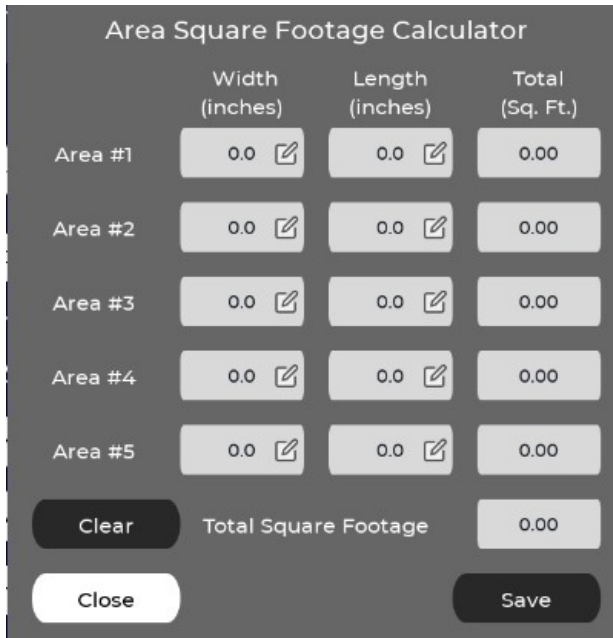 Area Square Footage Calculator
Width Length Total
(inches) (inches) (Sq. Ft.)
Area #1 0.0 0.0 0.00
Area #2 0.0 0.0 0.00
Area #3 0.0 0.0 0.00
Area #4 0.0 0.0 0.00
Area #5 0.0 0.0 0.00
Clear Total Square Footage 0.00
Close Save